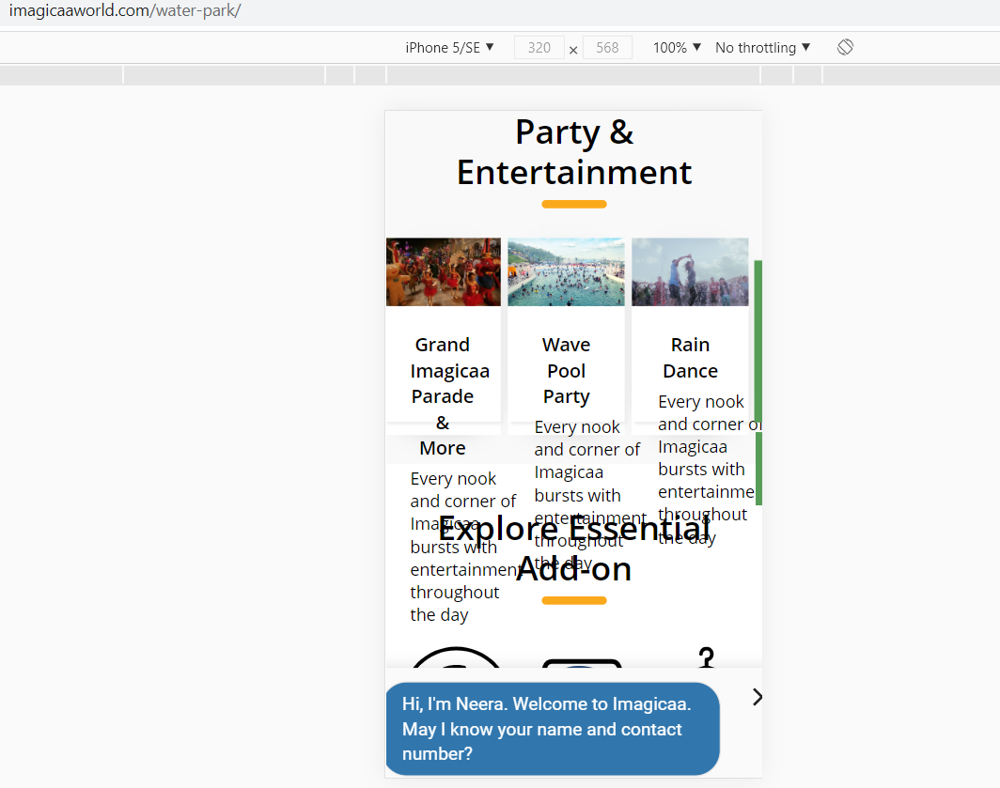 imagicaaworld.com/water-park/
iPhone 5/SE ▼ 320 × 568 100% ▼ No throttling ▼
Party &
Entertainment
Grand
Imagicaa
Parade
&
More
Every nook
and corner of
Imagicaa
bursts with
entertainment
throughout
the day
Wave
Pool
Party
Every nook
and corner of
Imagicaa
bursts with
entertainment
throughout
the day
Rain
Dance
Every nook
and corner of
Imagicaa
bursts with
entertainme
throughout
the day
Explore Essential
Add-on
Hi, I'm Neera. Welcome to Imagicaa.
May I know your name and contact
number?